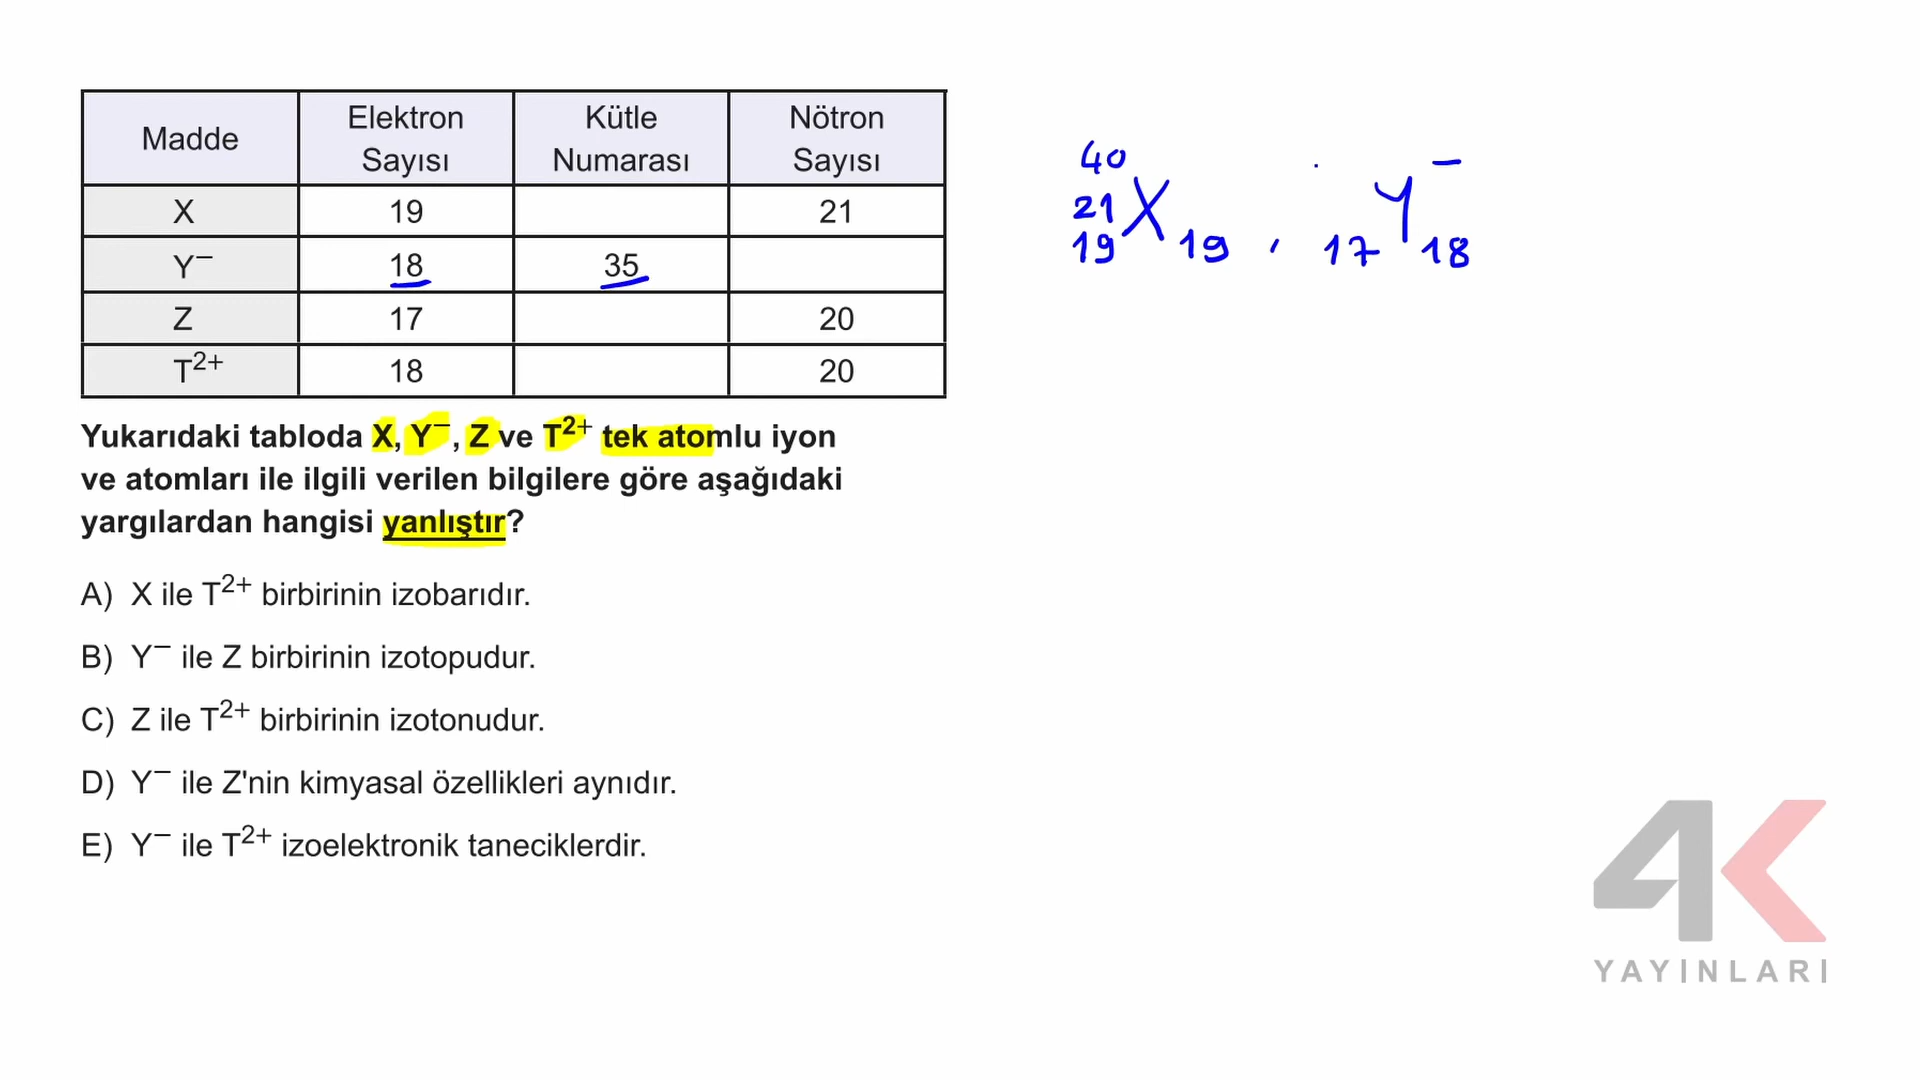 Madde Elektron Sayısı Kütle Numarası Nötron Sayısı
X 19 21
Y⁻ 18 35
Z 17 20
T²⁺ 18 20
Yukarıdaki tabloda X, Y⁻, Z ve T²⁺ tek atomlu iyon
ve atomları ile ilgili verilen bilgilere göre aşağıdaki
yargılardan hangisi yanlıştır?
A) X ile T²⁺ birbirinin izobarıdır.
B) Y⁻ ile Z birbirinin izotopudur.
C) Z ile T²⁺ birbirinin izotonudur.
D) Y⁻ ile Z'nin kimyasal özellikleri aynıdır.
E) Y⁻ ile T²⁺ izoelektronik taneciklerdir.
40 −
21 X Y
19 19 , 17 18
4K
YAYINLARI